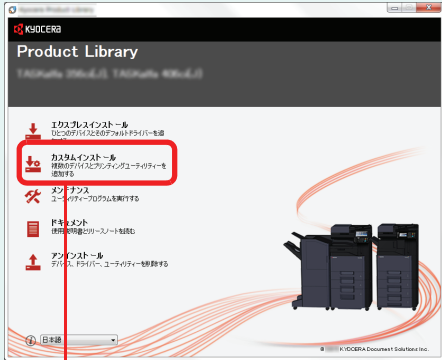 KYOCERA
Product Library
エクスプレスインストール
ひとつのデバイスとそのデフォルトドライバーを追
カスタムインストール
複数のデバイスとプリンティングユーティリティーを
追加する
メンテナンス
ユーティリティープログラムを実行する
ドキュメント
使用説明書とリリースノートを読む
アンインストール
デバイス、ドライバー、ユーティリティーを削除する
日本語
KYOCERA Document Solutions Inc.